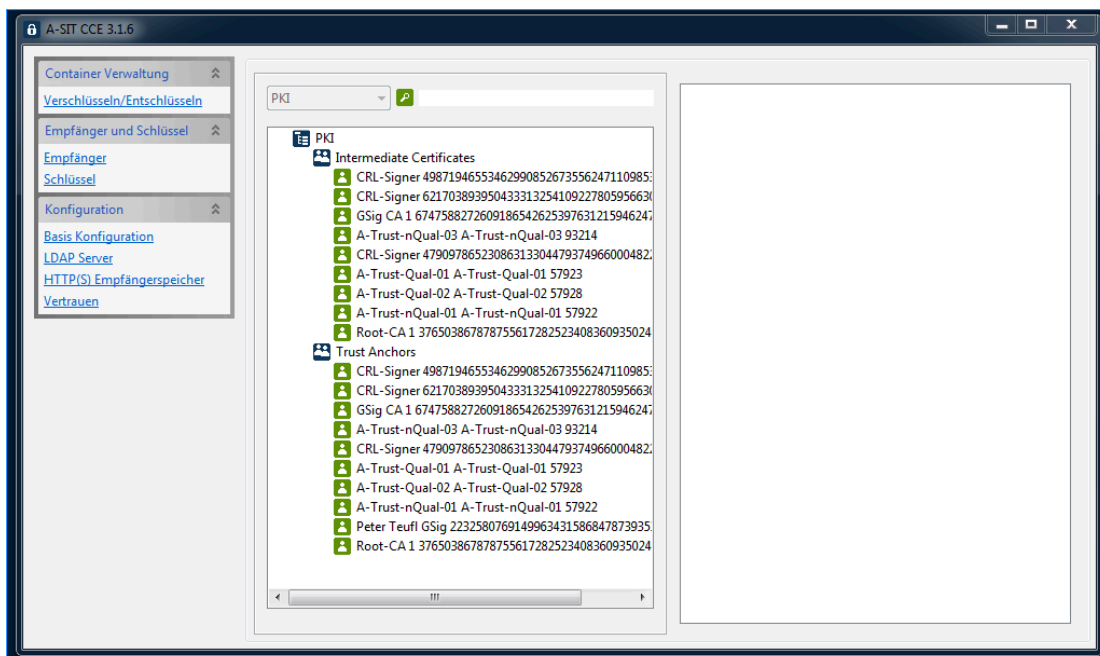 A-SIT CCE 3.1.6
Container Verwaltung
Verschlüsseln/Entschlüsseln
Empfänger und Schlüssel
Empfänger
Schlüssel
Konfiguration
Basis Konfiguration
LDAP Server
HTTP(S) Empfängerspeicher
Vertrauen
PKI
PKI
Intermediate Certificates
CRL-Signer 498719465534629908526735562471109853
CRL-Signer 621703893950433313254109227805956630
GSig CA 1 674758827260918654262539763121594624
A-Trust-nQual-03 A-Trust-nQual-03 93214
CRL-Signer 479097865230863133044793749660004822
A-Trust-Qual-01 A-Trust-Qual-01 57923
A-Trust-Qual-02 A-Trust-Qual-02 57928
A-Trust-nQual-01 A-Trust-nQual-01 57922
Root-CA 1 376503867878755617282523408360935024
Trust Anchors
CRL-Signer 498719465534629908526735562471109853
CRL-Signer 621703893950433313254109227805956630
GSig CA 1 674758827260918654262539763121594624
A-Trust-nQual-03 A-Trust-nQual-03 93214
CRL-Signer 479097865230863133044793749660004822
A-Trust-Qual-01 A-Trust-Qual-01 57923
A-Trust-Qual-02 A-Trust-Qual-02 57928
A-Trust-nQual-01 A-Trust-nQual-01 57922
Peter Teufl GSig 2232580769149963431586847873935
Root-CA 1 376503867878755617282523408360935024